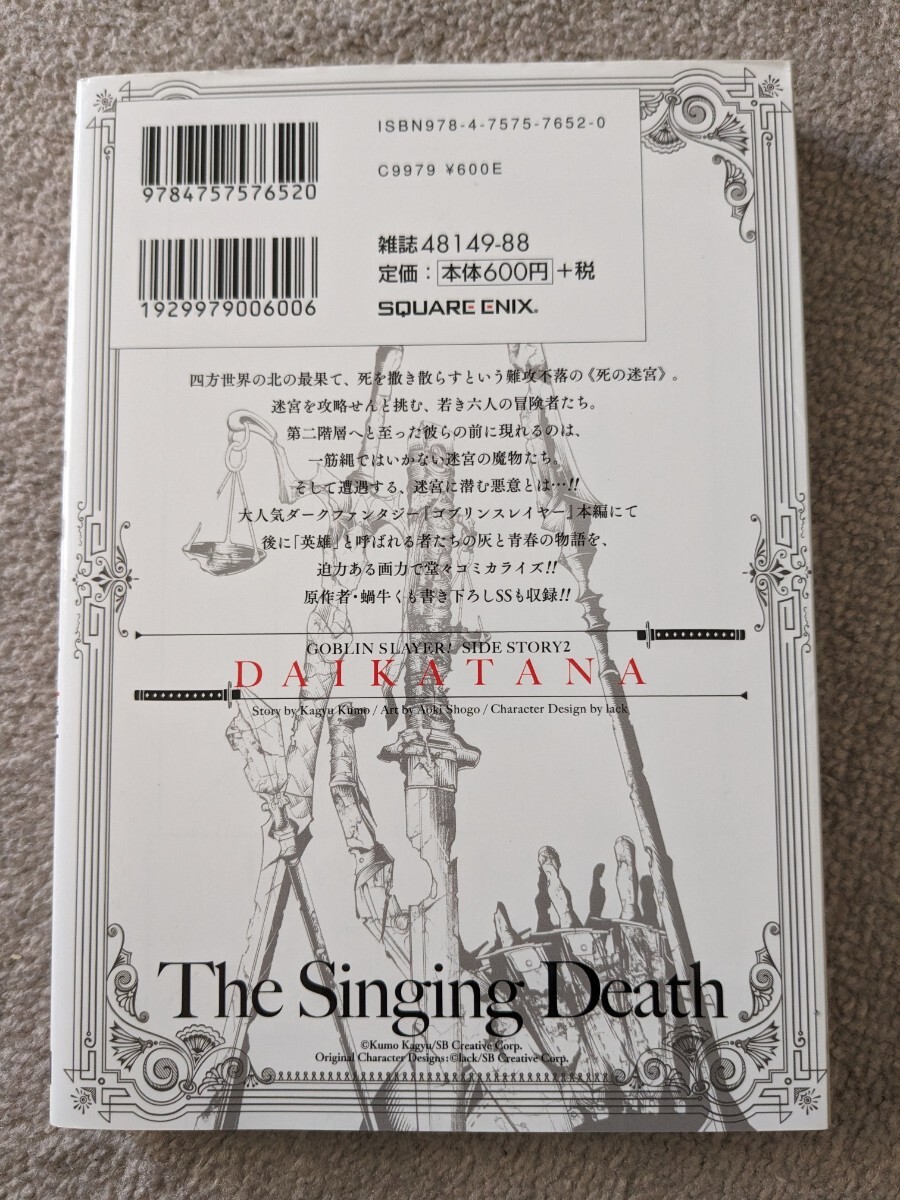 ISBN978-4-7575-7652-0
9784757576520
C9979 ¥600E
雑誌 48149-88
定価：本体600円+税
1929979006006
SQUARE ENIX®
四方世界の北の最果て、死を撒き散らすという難攻不落の《死の迷宮》。
迷宮を攻略せんと挑む、若き六人の冒険者たち。
第二階層へと至った彼らの前に現れるのは、
一筋縄ではいかない迷宮の魔物たち。
そして遭遇する、迷宮に潜む悪意とは…!!
大人気ダークファンタジー「ゴブリンスレイヤー」本編にて
後に「英雄」と呼ばれる者たちの灰と青春の物語を、
迫力ある画力で堂々コミカライズ!!
原作者・蝸牛くも書き下ろしSSも収録!!
GOBLIN SLAYER! SIDE STORY2
DAIKATANA
Story by Kagyu Kumo / Art by Aoki Shogo / Character Design by lack
The Singing Death
©Kumo Kagyu/SB Creative Corp.
Original Character Designs:©lack/SB Creative Corp.